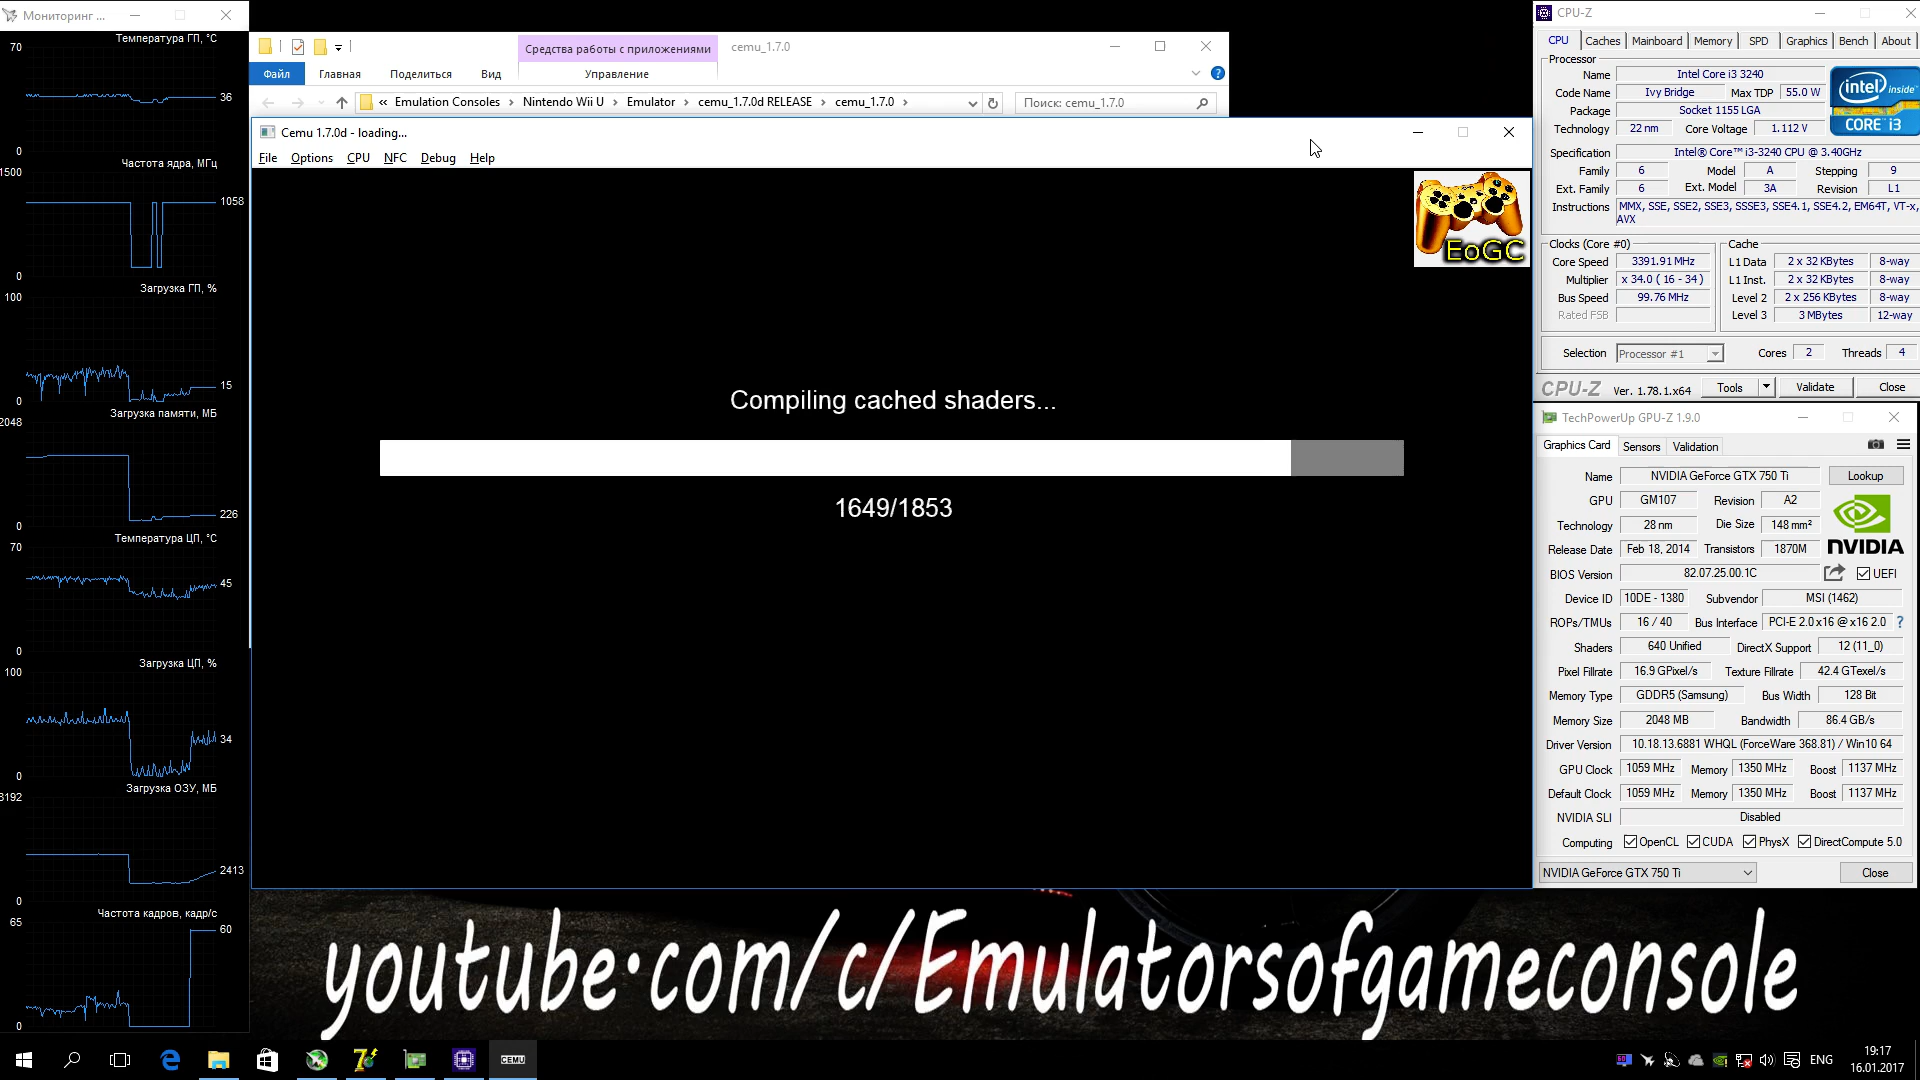 Мониторинг ...
Температура ГП, °C
70
36
0
Частота ядра, МГц
1500
1058
0
Загрузка ГП, %
100
15
0
Загрузка памяти, МБ
2048
226
0
Температура ЦП, °C
70
45
0
Загрузка ЦП, %
100
34
0
Загрузка ОЗУ, МБ
8192
2413
0
Частота кадров, кадр/с
65
60
0
Средства работы с приложениями
cemu_1.7.0
Файл
Главная
Поделиться
Вид
Управление
« Emulation Consoles > Nintendo Wii U > Emulator > cemu_1.7.0d RELEASE > cemu_1.7.0 >
Поиск: cemu_1.7.0
Cemu 1.7.0d - loading...
File Options CPU NFC Debug Help
EoGC
Compiling cached shaders...
1649/1853
CPU-Z
CPU Caches Mainboard Memory SPD Graphics Bench About
Processor
Name Intel Core i3 3240
Code Name Ivy Bridge Max TDP 55.0 W
Package Socket 1155 LGA
Technology 22 nm Core Voltage 1.112 V
intel inside
CORE i3
Specification Intel® Core™ i3-3240 CPU @ 3.40GHz
Family 6 Model A Stepping 9
Ext. Family 6 Ext. Model 3A Revision L1
Instructions MMX, SSE, SSE2, SSE3, SSSE3, SSE4.1, SSE4.2, EM64T, VT-x,
AVX
Clocks (Core #0)
Core Speed 3391.91 MHz
Multiplier x 34.0 ( 16 - 34 )
Bus Speed 99.76 MHz
Rated FSB
Cache
L1 Data 2 x 32 KBytes 8-way
L1 Inst. 2 x 32 KBytes 8-way
Level 2 2 x 256 KBytes 8-way
Level 3 3 MBytes 12-way
Selection Processor #1 Cores 2 Threads 4
CPU-Z Ver. 1.78.1.x64 Tools Validate Close
TechPowerUp GPU-Z 1.9.0
Graphics Card Sensors Validation
Name NVIDIA GeForce GTX 750 Ti Lookup
GPU GM107 Revision A2
Technology 28 nm Die Size 148 mm²
Release Date Feb 18, 2014 Transistors 1870M
NVIDIA
BIOS Version 82.07.25.00.1C UEFI
Device ID 10DE - 1380 Subvendor MSI (1462)
ROPs/TMUs 16 / 40 Bus Interface PCI-E 2.0 x16 @ x16 2.0 ?
Shaders 640 Unified DirectX Support 12 (11_0)
Pixel Fillrate 16.9 GPixel/s Texture Fillrate 42.4 GTexel/s
Memory Type GDDR5 (Samsung) Bus Width 128 Bit
Memory Size 2048 MB Bandwidth 86.4 GB/s
Driver Version 10.18.13.6881 WHQL (ForceWare 368.81) / Win10 64
GPU Clock 1059 MHz Memory 1350 MHz Boost 1137 MHz
Default Clock 1059 MHz Memory 1350 MHz Boost 1137 MHz
NVIDIA SLI Disabled
Computing OpenCL CUDA PhysX DirectCompute 5.0
NVIDIA GeForce GTX 750 Ti Close
youtube.com/c/Emulatorsofgameconsole
CEMU
ENG
19:17
16.01.2017